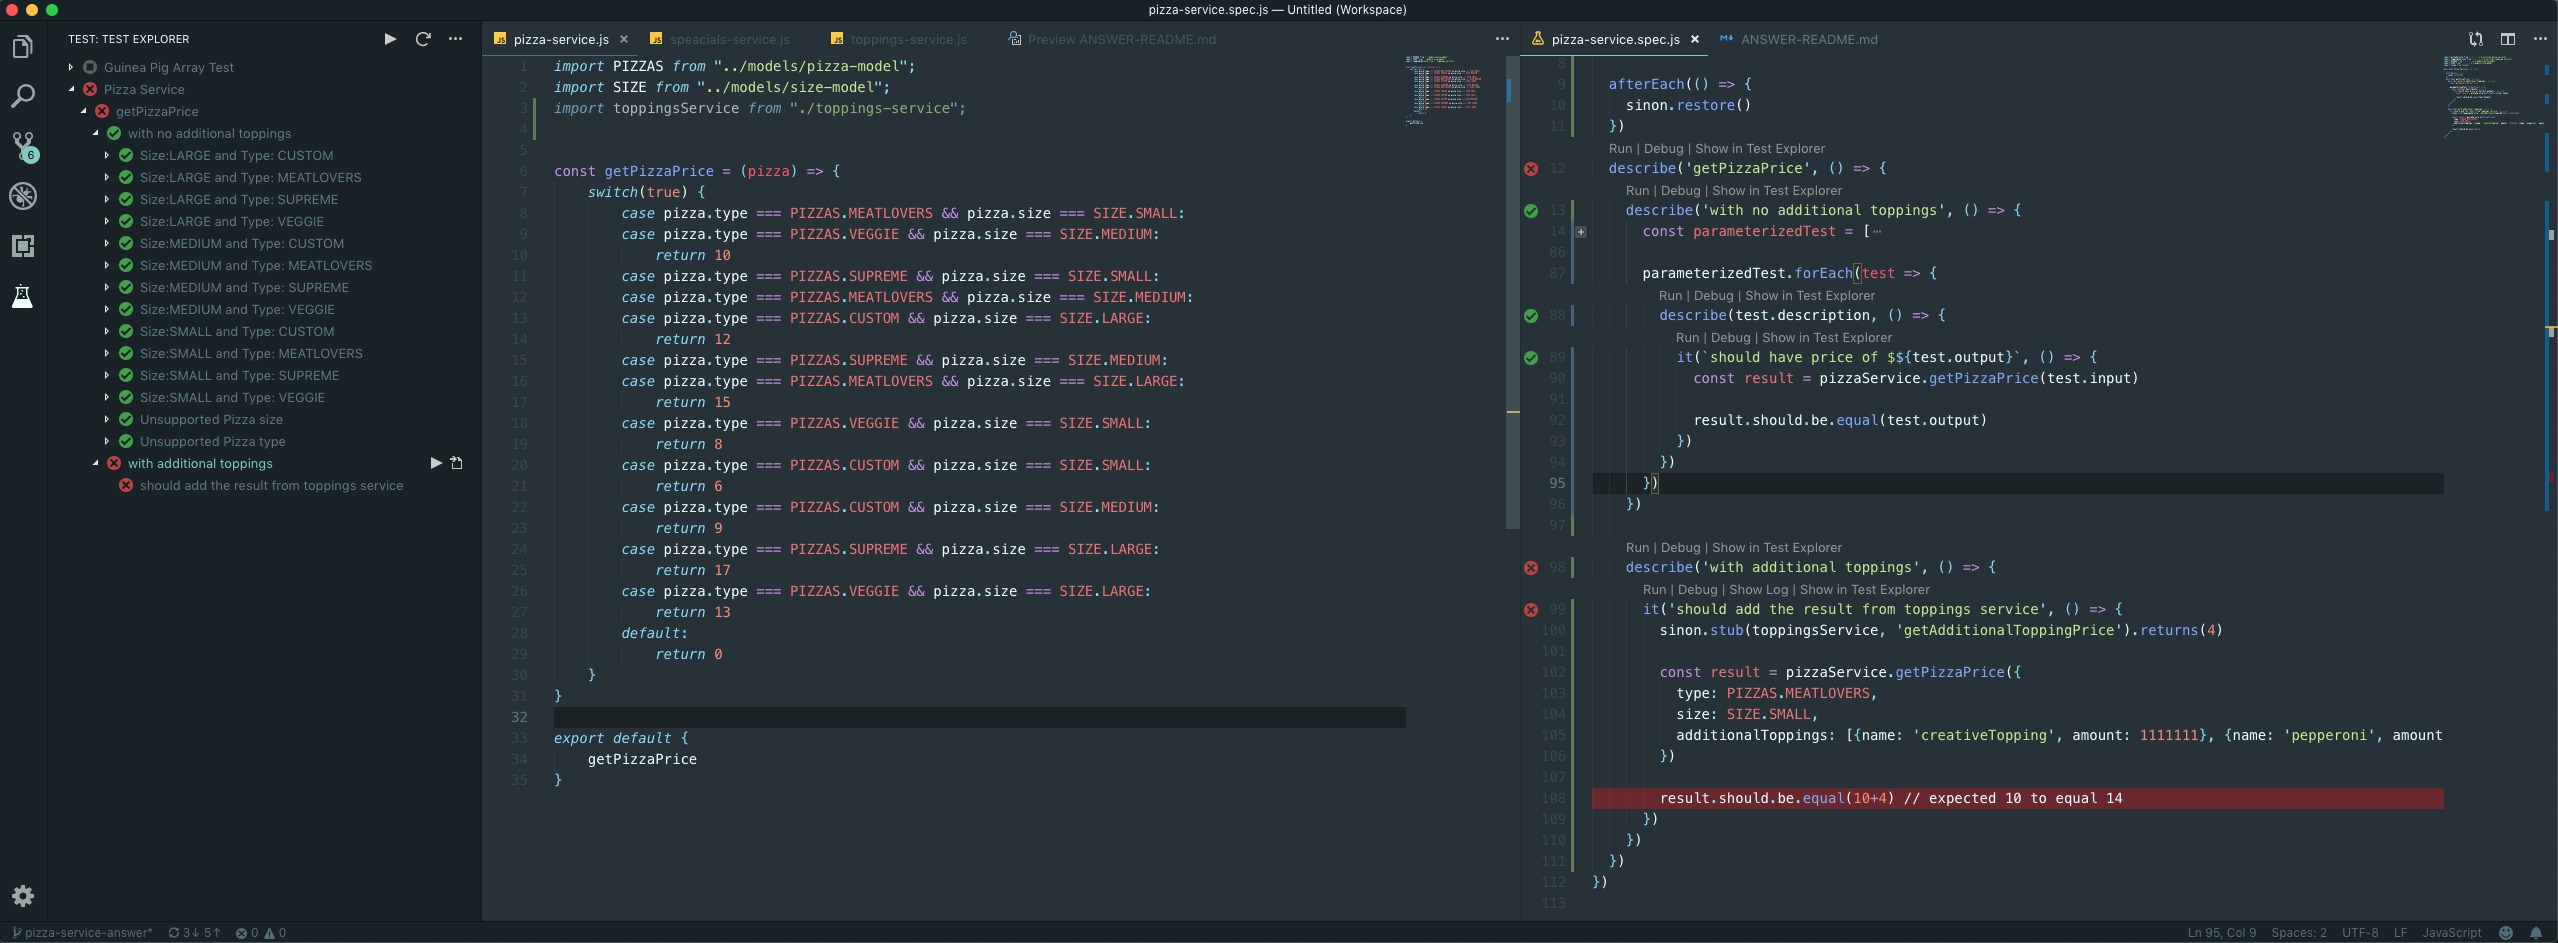 pizza-service.spec.js — Untitled (Workspace)
TEST: TEST EXPLORER
Guinea Pig Array Test
Pizza Service
getPizzaPrice
with no additional toppings
Size:LARGE and Type: CUSTOM
Size:LARGE and Type: MEATLOVERS
Size:LARGE and Type: SUPREME
Size:LARGE and Type: VEGGIE
Size:MEDIUM and Type: CUSTOM
Size:MEDIUM and Type: MEATLOVERS
Size:MEDIUM and Type: SUPREME
Size:MEDIUM and Type: VEGGIE
Size:SMALL and Type: CUSTOM
Size:SMALL and Type: MEATLOVERS
Size:SMALL and Type: SUPREME
Size:SMALL and Type: VEGGIE
Unsupported Pizza size
Unsupported Pizza type
with additional toppings
should add the result from toppings service
6
JS pizza-service.js × JS speacials-service.js JS toppings-service.js Preview ANSWER-README.md
1 import PIZZAS from "../models/pizza-model";
2 import SIZE from "../models/size-model";
3 import toppingsService from "./toppings-service";
4
5
6 const getPizzaPrice = (pizza) => {
7 switch(true) {
8 case pizza.type === PIZZAS.MEATLOVERS && pizza.size === SIZE.SMALL:
9 case pizza.type === PIZZAS.VEGGIE && pizza.size === SIZE.MEDIUM:
10 return 10
11 case pizza.type === PIZZAS.SUPREME && pizza.size === SIZE.SMALL:
12 case pizza.type === PIZZAS.MEATLOVERS && pizza.size === SIZE.MEDIUM:
13 case pizza.type === PIZZAS.CUSTOM && pizza.size === SIZE.LARGE:
14 return 12
15 case pizza.type === PIZZAS.SUPREME && pizza.size === SIZE.MEDIUM:
16 case pizza.type === PIZZAS.MEATLOVERS && pizza.size === SIZE.LARGE:
17 return 15
18 case pizza.type === PIZZAS.VEGGIE && pizza.size === SIZE.SMALL:
19 return 8
20 case pizza.type === PIZZAS.CUSTOM && pizza.size === SIZE.SMALL:
21 return 6
22 case pizza.type === PIZZAS.CUSTOM && pizza.size === SIZE.MEDIUM:
23 return 9
24 case pizza.type === PIZZAS.SUPREME && pizza.size === SIZE.LARGE:
25 return 17
26 case pizza.type === PIZZAS.VEGGIE && pizza.size === SIZE.LARGE:
27 return 13
28 default:
29 return 0
30 }
31 }
32
33 export default {
34 getPizzaPrice
35 }
pizza-service.spec.js × M↓ ANSWER-README.md
8
9 afterEach(() => {
10 sinon.restore()
11 })
Run | Debug | Show in Test Explorer
12 describe('getPizzaPrice', () => {
Run | Debug | Show in Test Explorer
13 describe('with no additional toppings', () => {
14 const parameterizedTest = [⋯
86
87 parameterizedTest.forEach(test => {
Run | Debug | Show in Test Explorer
88 describe(test.description, () => {
Run | Debug | Show in Test Explorer
89 it(`should have price of $${test.output}`, () => {
90 const result = pizzaService.getPizzaPrice(test.input)
91
92 result.should.be.equal(test.output)
93 })
94 })
95 })
96 })
97
Run | Debug | Show in Test Explorer
98 describe('with additional toppings', () => {
Run | Debug | Show Log | Show in Test Explorer
99 it('should add the result from toppings service', () => {
100 sinon.stub(toppingsService, 'getAdditionalToppingPrice').returns(4)
101
102 const result = pizzaService.getPizzaPrice({
103 type: PIZZAS.MEATLOVERS,
104 size: SIZE.SMALL,
105 additionalToppings: [{name: 'creativeTopping', amount: 1111111}, {name: 'pepperoni', amount
106 })
107
108 result.should.be.equal(10+4) // expected 10 to equal 14
109 })
110 })
111 })
112 })
113
pizza-service-answer* 3↓ 5↑ 0 0
Ln 95, Col 9 Spaces: 2 UTF-8 LF JavaScript